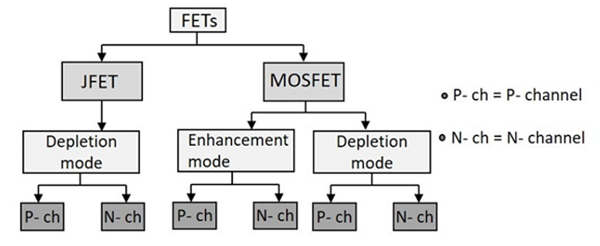 FETs
JFET
MOSFET
P- ch = P- channel
N- ch = N- channel
Depletion
mode
Enhancement
mode
Depletion
mode
P- ch
N- ch
P- ch
N- ch
P- ch
N- ch